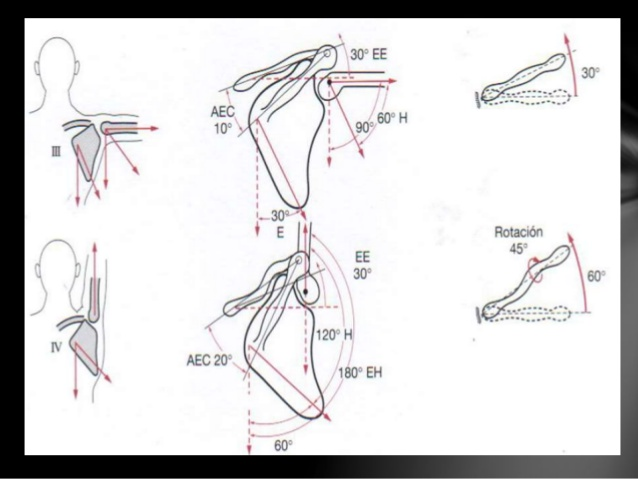 30° EE
30°
AEC
10°
60° H
90°
III
30°
E
Rotación
45°
EE
30°
60°
120° H
IV
AEC 20°
180° EH
60°